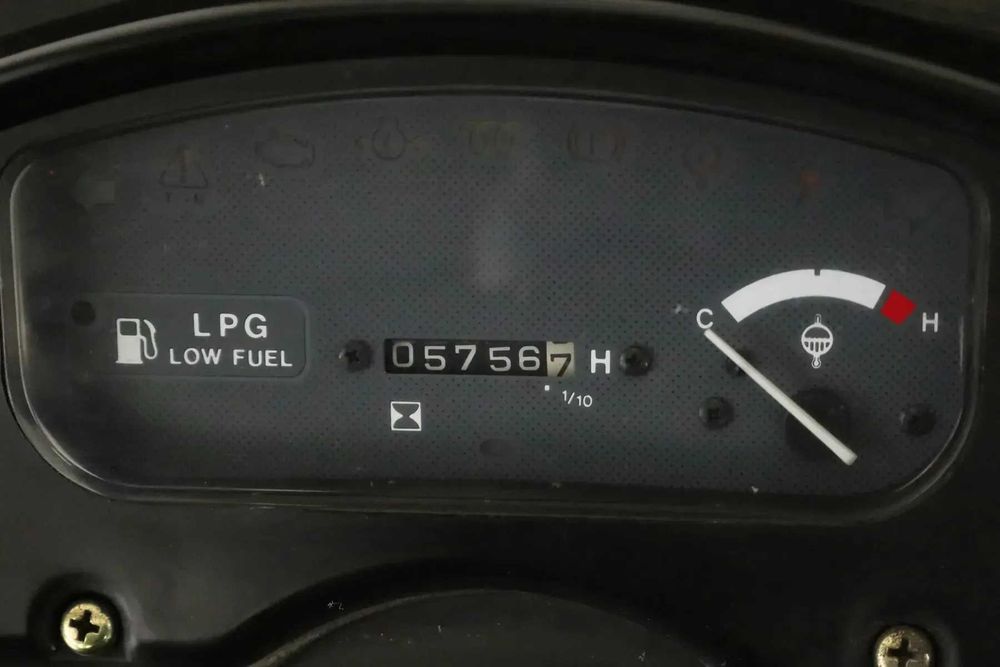 LPG
LOW FUEL
057567 H
1/10
C
H